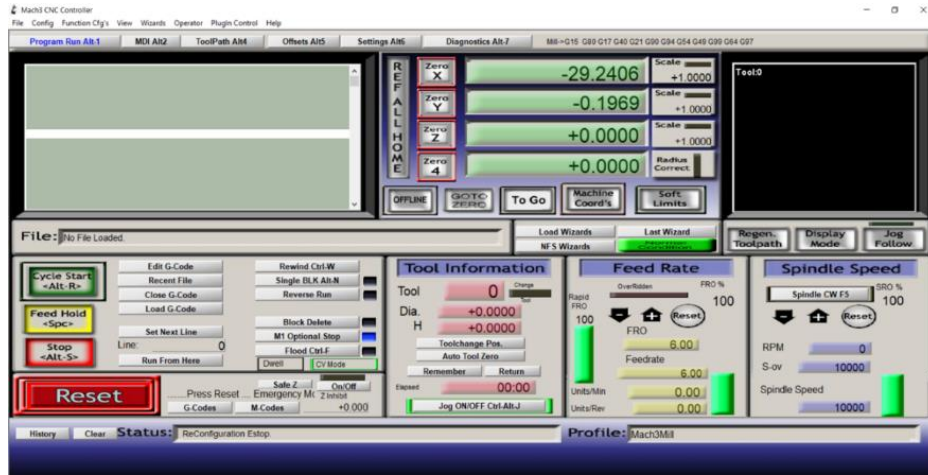 Mach3 CNC Controller
File Config Function Cfg's View Wizards Operator Plugin Control Help
Program Run Alt-1 MDI Alt2 ToolPath Alt4 Offsets Alt5 Settings Alt6 Diagnostics Alt-7 Mill->G15 G80 G17 G40 G21 G90 G94 G54 G49 G99 G64 G97
REF ALL HOME
Zero X -29.2406 Scale +1.0000
Zero Y -0.1969 Scale +1.0000
Zero Z +0.0000 Scale +1.0000
Zero 4 +0.0000 Radius Correct
OFFLINE GOTO ZERO To Go Machine Coord's Soft Limits
Tool:0
File: No File Loaded.
Load Wizards Last Wizard
NFS Wizards Condition
Regen. Toolpath Display Mode Jog Follow
Cycle Start <Alt-R>
Feed Hold <Spc>
Stop <Alt-S>
Edit G-Code
Recent File
Close G-Code
Load G-Code
Set Next Line
Line: 0
Run From Here
Rewind Ctrl-W
Single BLK Alt-N
Reverse Run
Block Delete
M1 Optional Stop
Flood Ctrl-F
Dwell CV Mode
Reset
......Press Reset.... Emergency Mo
G-Codes M-Codes
Safe Z On/Off
Z Inhibit
+0.000
Tool Information
Tool 0 Change Tool
Dia. +0.0000
H +0.0000
Toolchange Pos.
Auto Tool Zero
Remember Return
Elapsed 00:00
Jog ON/OFF Ctrl-Alt-J
Feed Rate
OverRidden FRO %
100
Rapid FRO
100
Reset
FRO
6.00
Feedrate
6.00
Units/Min 0.00
Units/Rev 0.00
Spindle Speed
Spindle CW F5 SRO %
100
Reset
RPM 0
S-ov 10000
Spindle Speed
10000
History Clear Status: ReConfiguration Estop. Profile: Mach3Mill